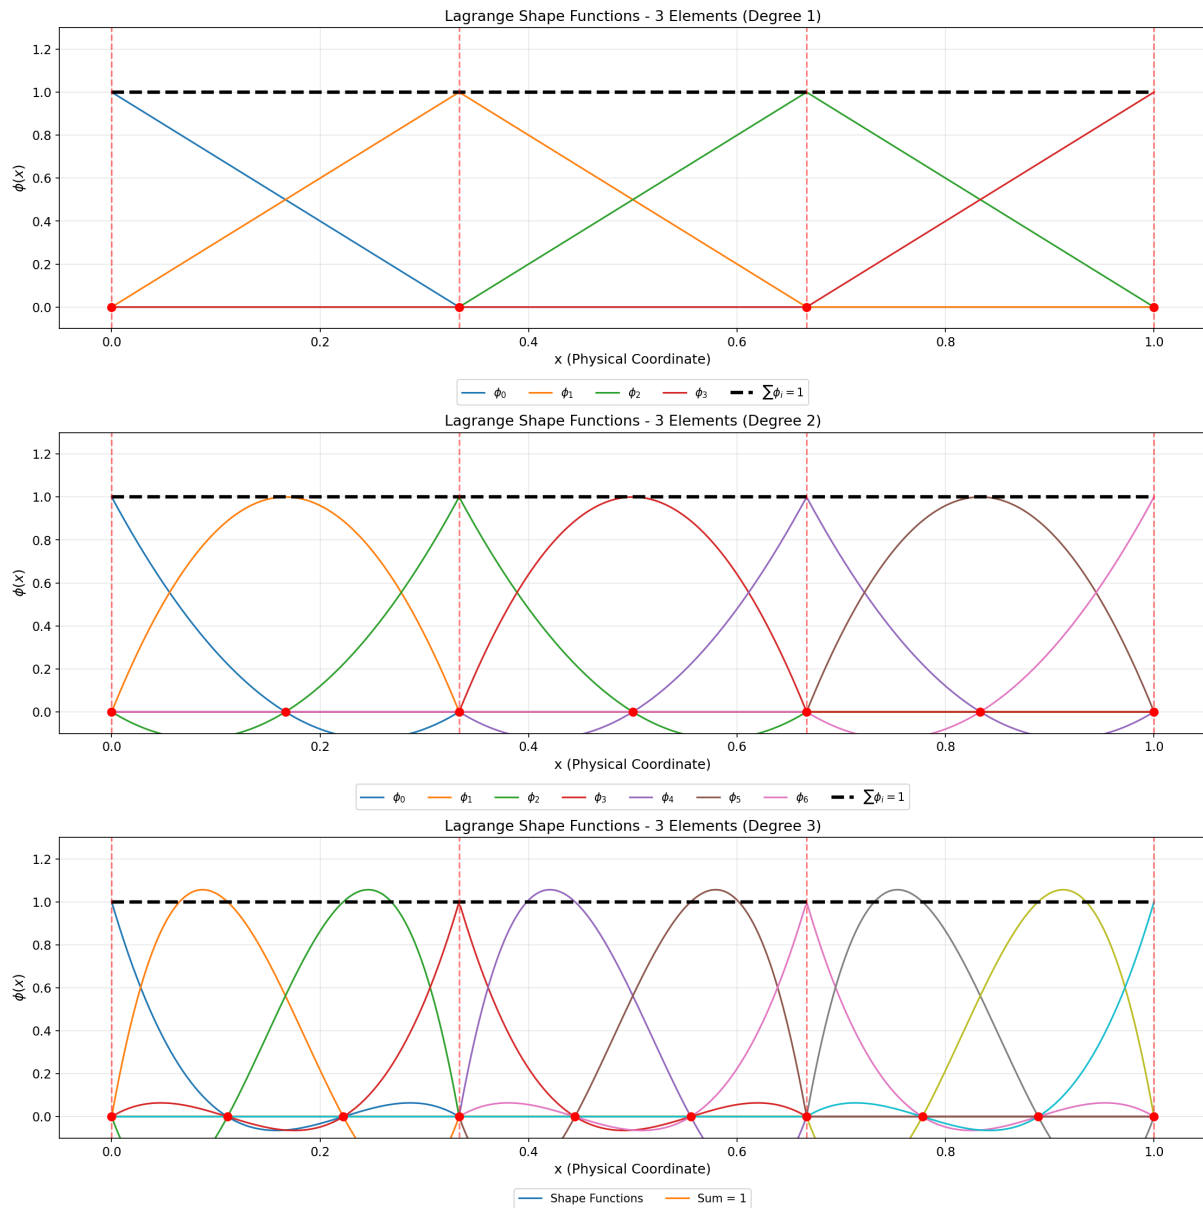 Lagrange Shape Functions - 3 Elements (Degree 1)
1.2
1.0
0.8
0.6
0.4
0.2
0.0
ϕ(x)
0.0 0.2 0.4 0.6 0.8 1.0
x (Physical Coordinate)
ϕ₀ ϕ₁ ϕ₂ ϕ₃ ∑ϕᵢ = 1
Lagrange Shape Functions - 3 Elements (Degree 2)
1.2
1.0
0.8
0.6
0.4
0.2
0.0
ϕ(x)
0.0 0.2 0.4 0.6 0.8 1.0
x (Physical Coordinate)
ϕ₀ ϕ₁ ϕ₂ ϕ₃ ϕ₄ ϕ₅ ϕ₆ ∑ϕᵢ = 1
Lagrange Shape Functions - 3 Elements (Degree 3)
1.2
1.0
0.8
0.6
0.4
0.2
0.0
ϕ(x)
0.0 0.2 0.4 0.6 0.8 1.0
x (Physical Coordinate)
Shape Functions Sum = 1